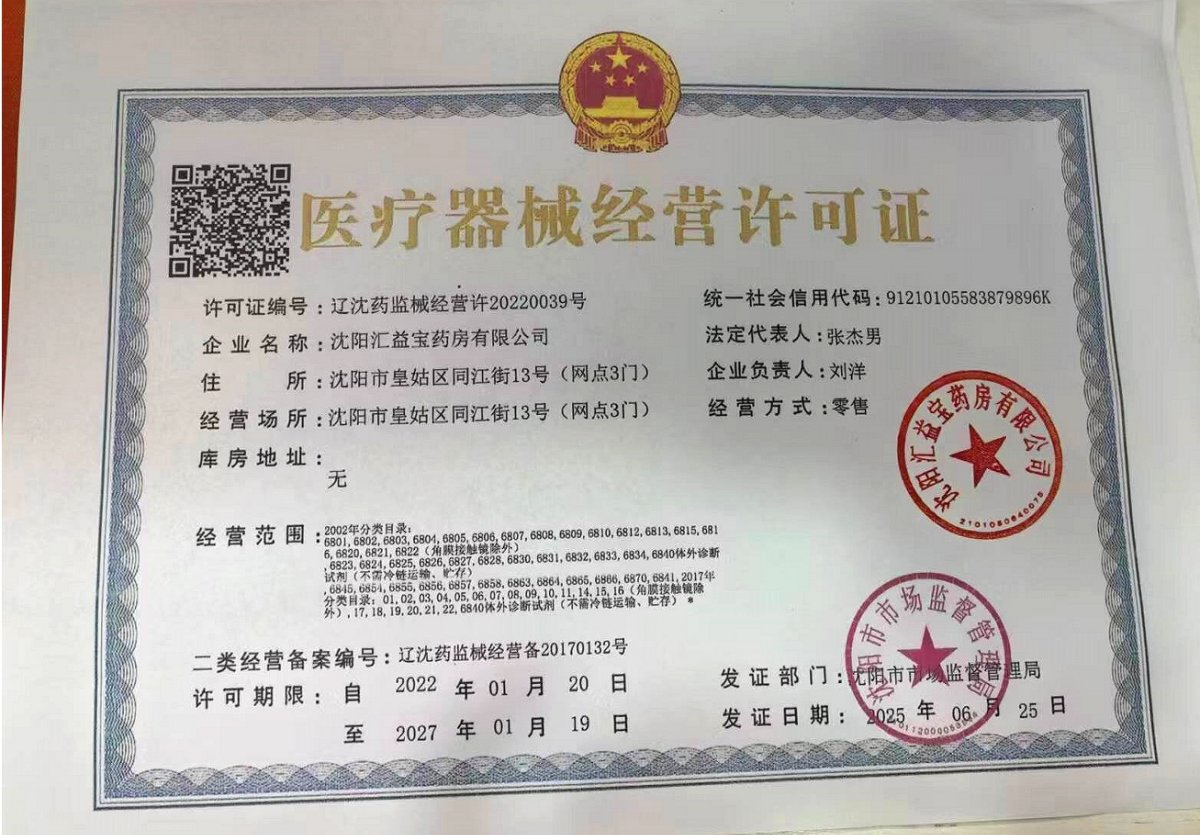 医疗器械经营许可证
许可证编号：辽沈药监械经营许20220039号
统一社会信用代码：91210105583879896K
企业名称：沈阳汇益宝药房有限公司
法定代表人：张杰男
住所：沈阳市皇姑区同江街13号（网点3门）
企业负责人：刘洋
经营场所：沈阳市皇姑区同江街13号（网点3门）
经营方式：零售
库房地址：
无
经营范围：2002年分类目录：
6801, 6802, 6803, 6804, 6805, 6806, 6807, 6808, 6809, 6810, 6812, 6813, 6815, 681
6, 6820, 6821, 6822（角膜接触镜除外）
, 6823, 6824, 6825, 6826, 6827, 6828, 6830, 6831, 6832, 6833, 6834, 6840体外诊断
试剂（不需冷链运输、贮存）
, 6845, 6854, 6855, 6856, 6857, 6858, 6863, 6864, 6865, 6866, 6870, 6841, 2017年
分类目录：01, 02, 03, 04, 05, 06, 07, 08, 09, 10, 11, 14, 15, 16（角膜接触镜除
外）, 17, 18, 19, 20, 21, 22, 6840体外诊断试剂（不需冷链运输、贮存） *
二类经营备案编号：辽沈药监械经营备20170132号
许可期限：自 2022 年 01 月 20 日
至 2027 年 01 月 19 日
发证部门：沈阳市市场监督管理局
发证日期：2025 年 06 月 25 日
沈阳汇益宝药房有限公司
2101050640075
沈阳市市场监督管理局